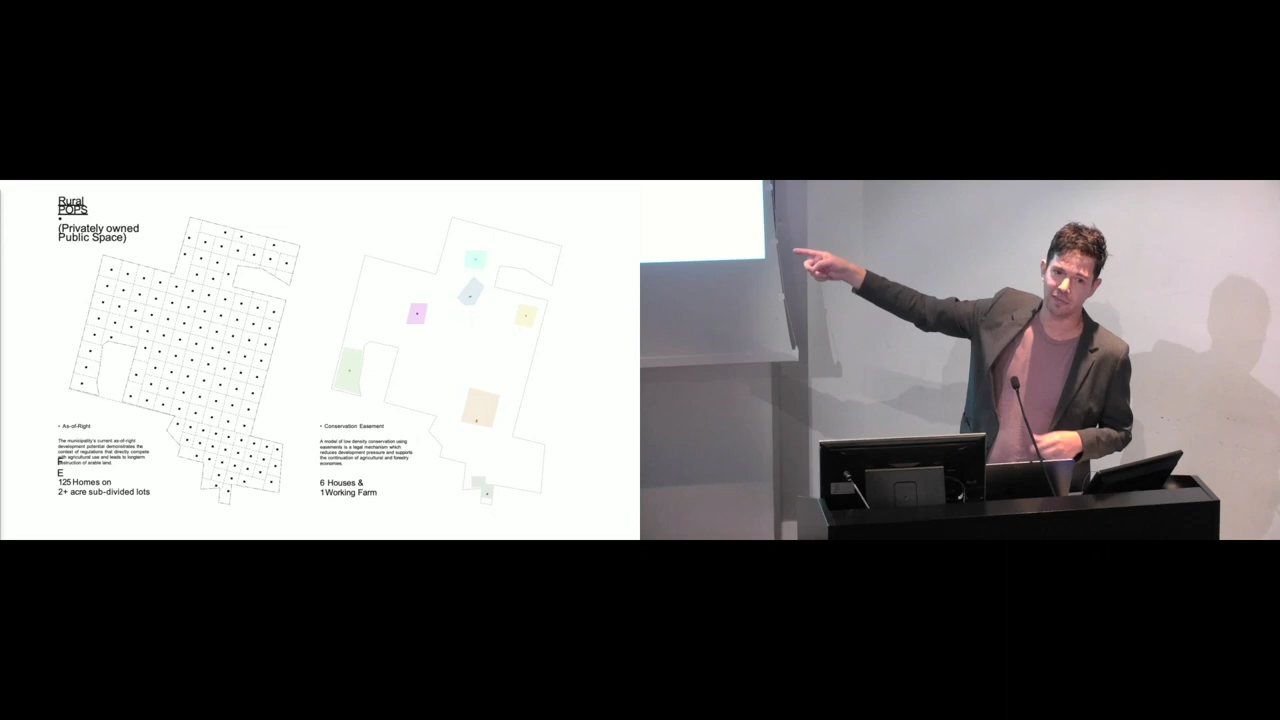 Rural
POPS
•
(Privately owned
Public Space)
• As-of-Right
The municipality's current as-of-right
development potential demonstrates the
context of regulations that directly compete
with agricultural use and leads to longterm
destruction of arable land.
F
E
125 Homes on
2+ acre sub-divided lots
• Conservation Easement
A model of low density conservation using
easements is a legal mechanism which
reduces development pressure and supports
the continuation of agricultural and forestry
economies.
6 Houses &
1 Working Farm